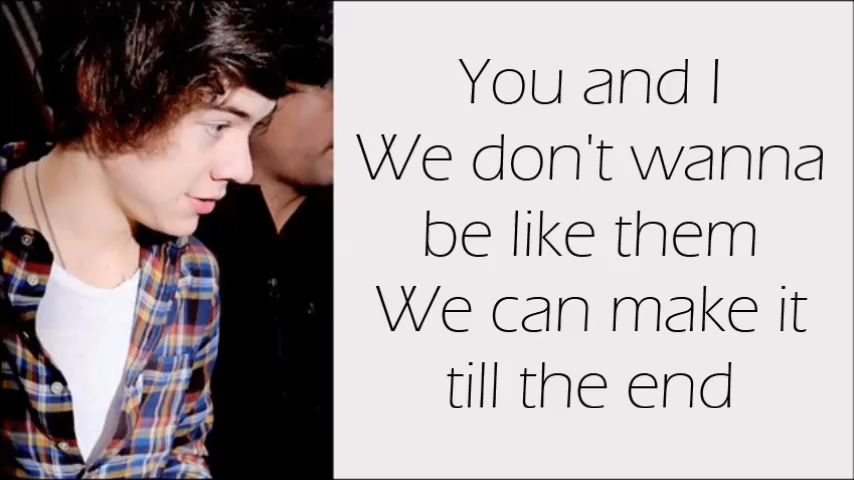 You and I
We don't wanna
be like them
We can make it
till the end